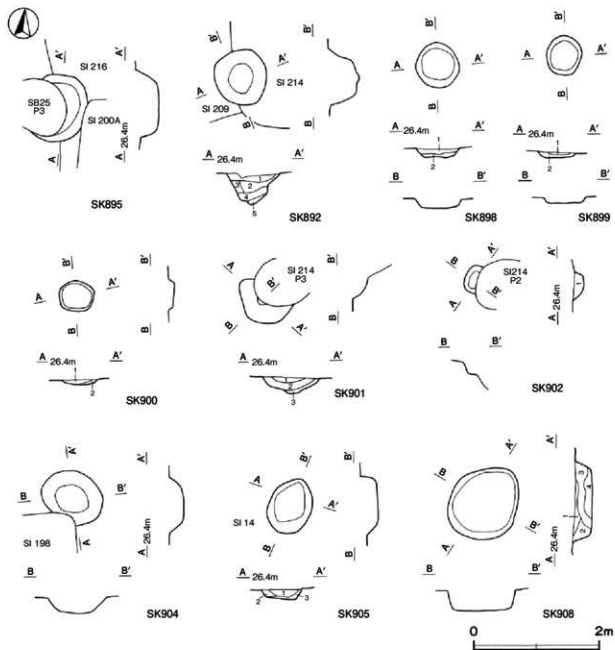 A' SI 216 A'
SB25
P3
SI 200A
A A 26.4m
SK895
B' B'
A' SI 214
A
SI 209
B B
A 26.4m A'
1
3 2
4
5
SK892
B'
A A'
B
A 26.4m A'
1
2
B B'
SK898
B'
A A'
B
A 26.4m A'
1
2
B B'
SK899
B' B'
A A'
B B
A 26.4m A'
1
2
SK900
A B'
SI 214
P3
B'
B A' B
A 26.4m A'
1
2
3
SK901
A' A'
B SI214
P2
B'
A
1
A 26.4m
B B'
SK902
A' A'
B B'
SI 198
A A 26.4m
B B'
SK904
B' B'
A
A'
SI 14
B B
A 26.4m A'
1
2 3
SK905
A' A'
B
3
4
1
2
B'
A A 26.4m
B B'
SK908
0 2m